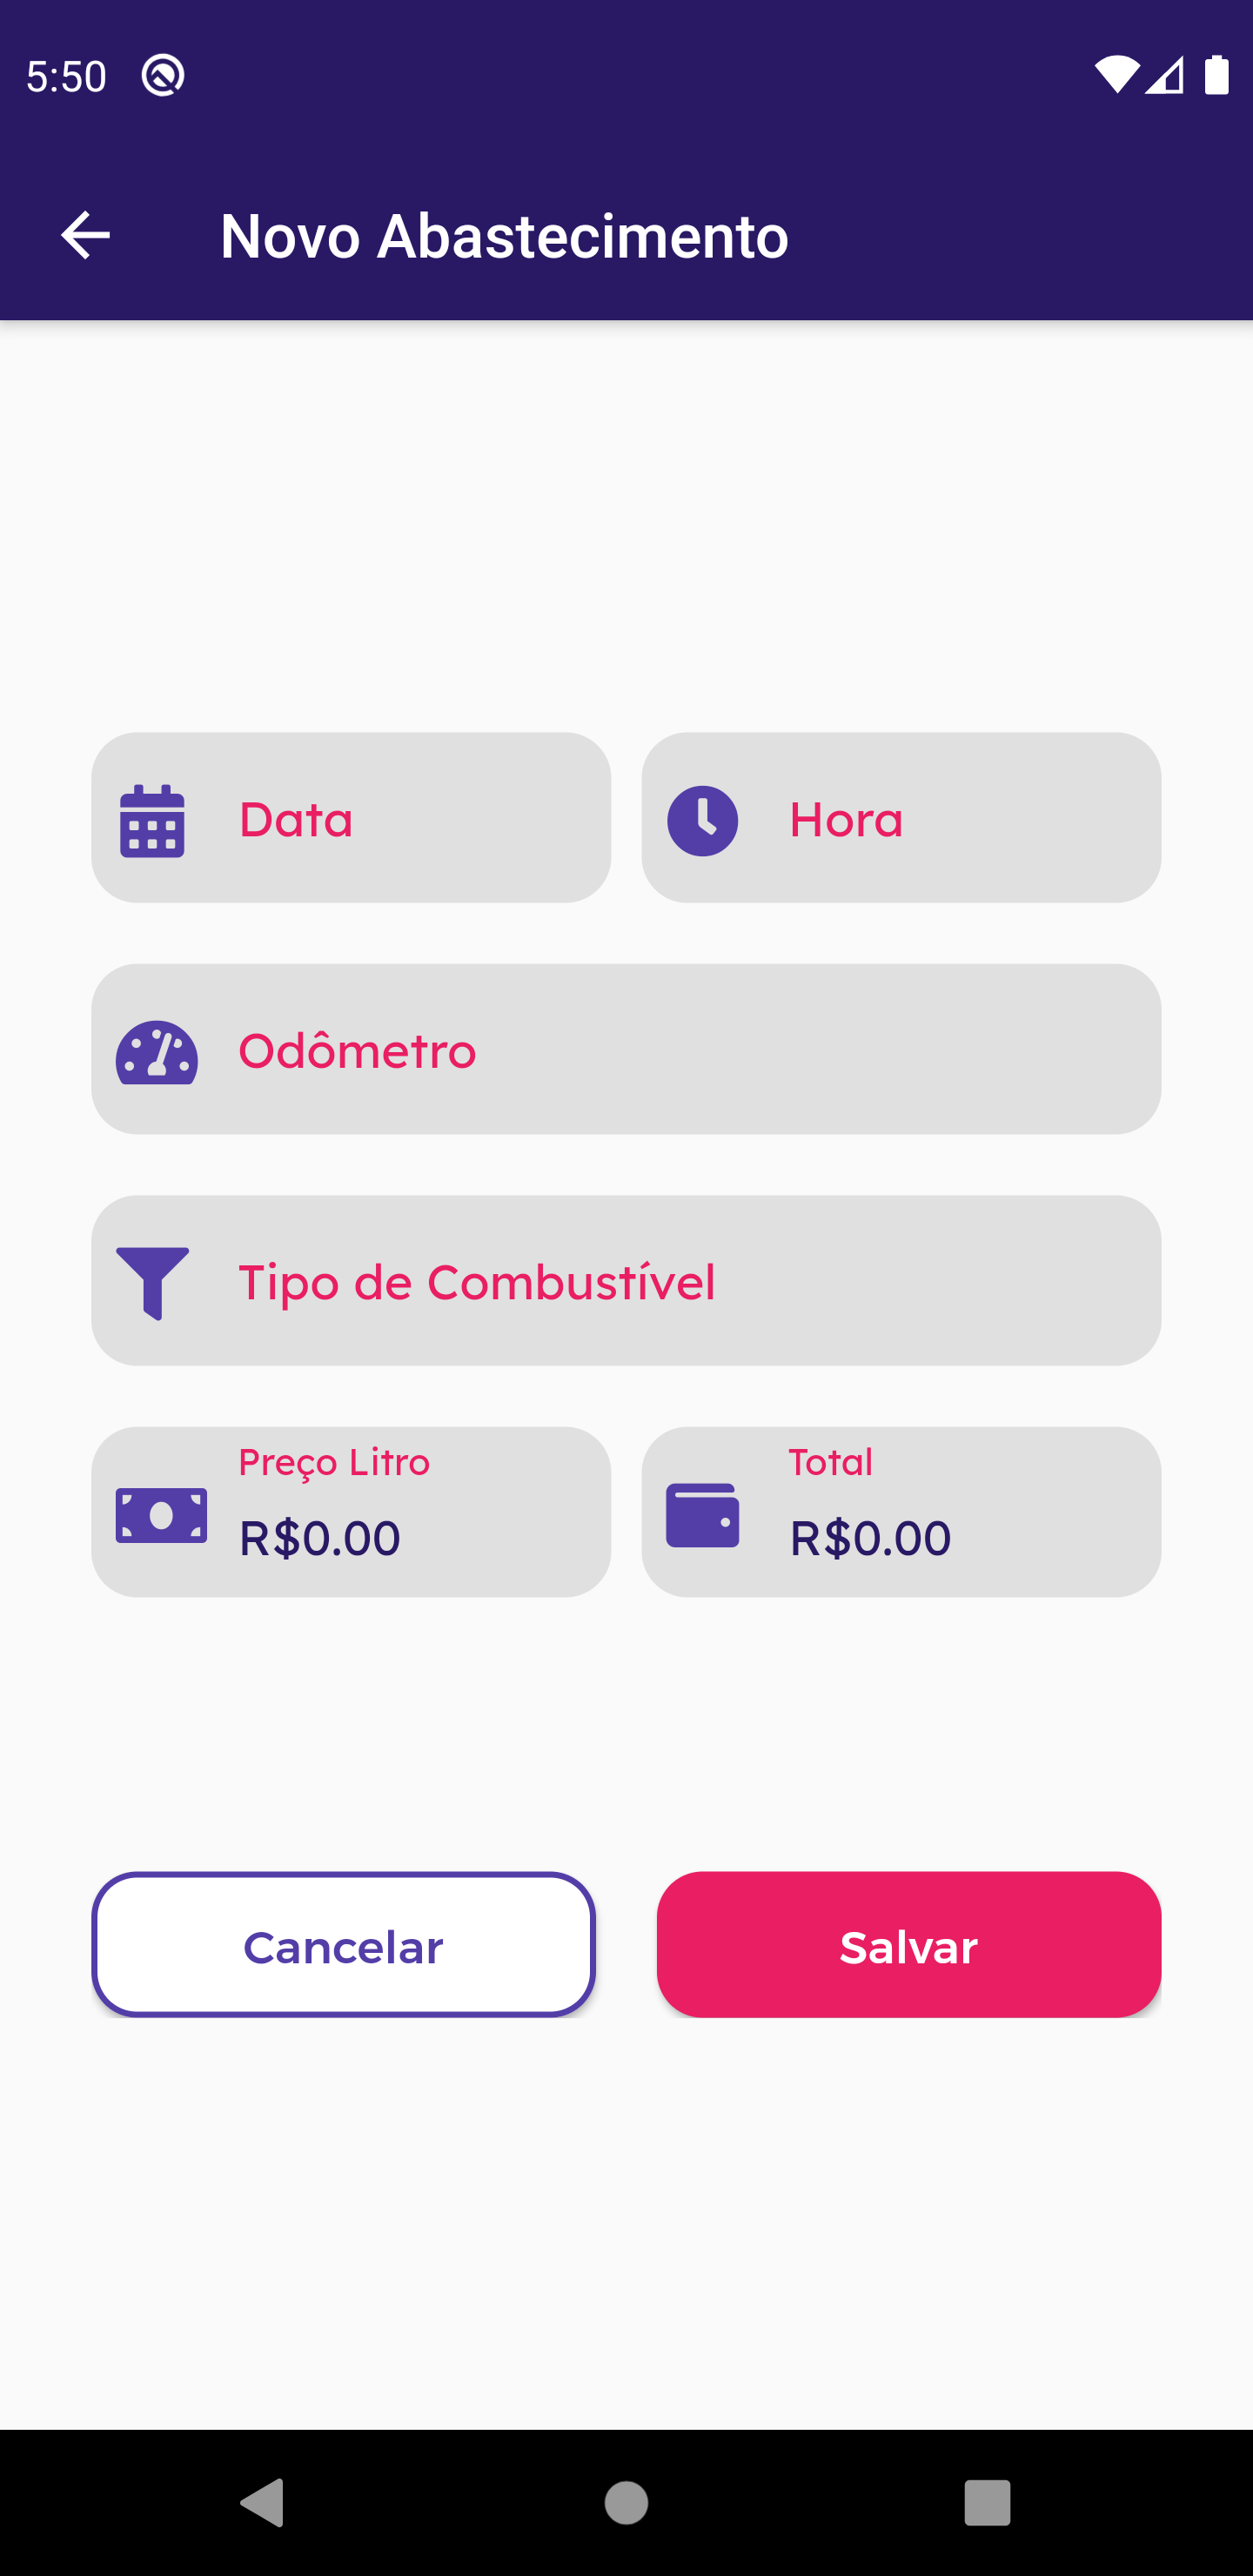 5:50
Novo Abastecimento
Data
Hora
Odômetro
Tipo de Combustível
Preço Litro
R$0.00
Total
R$0.00
Cancelar
Salvar